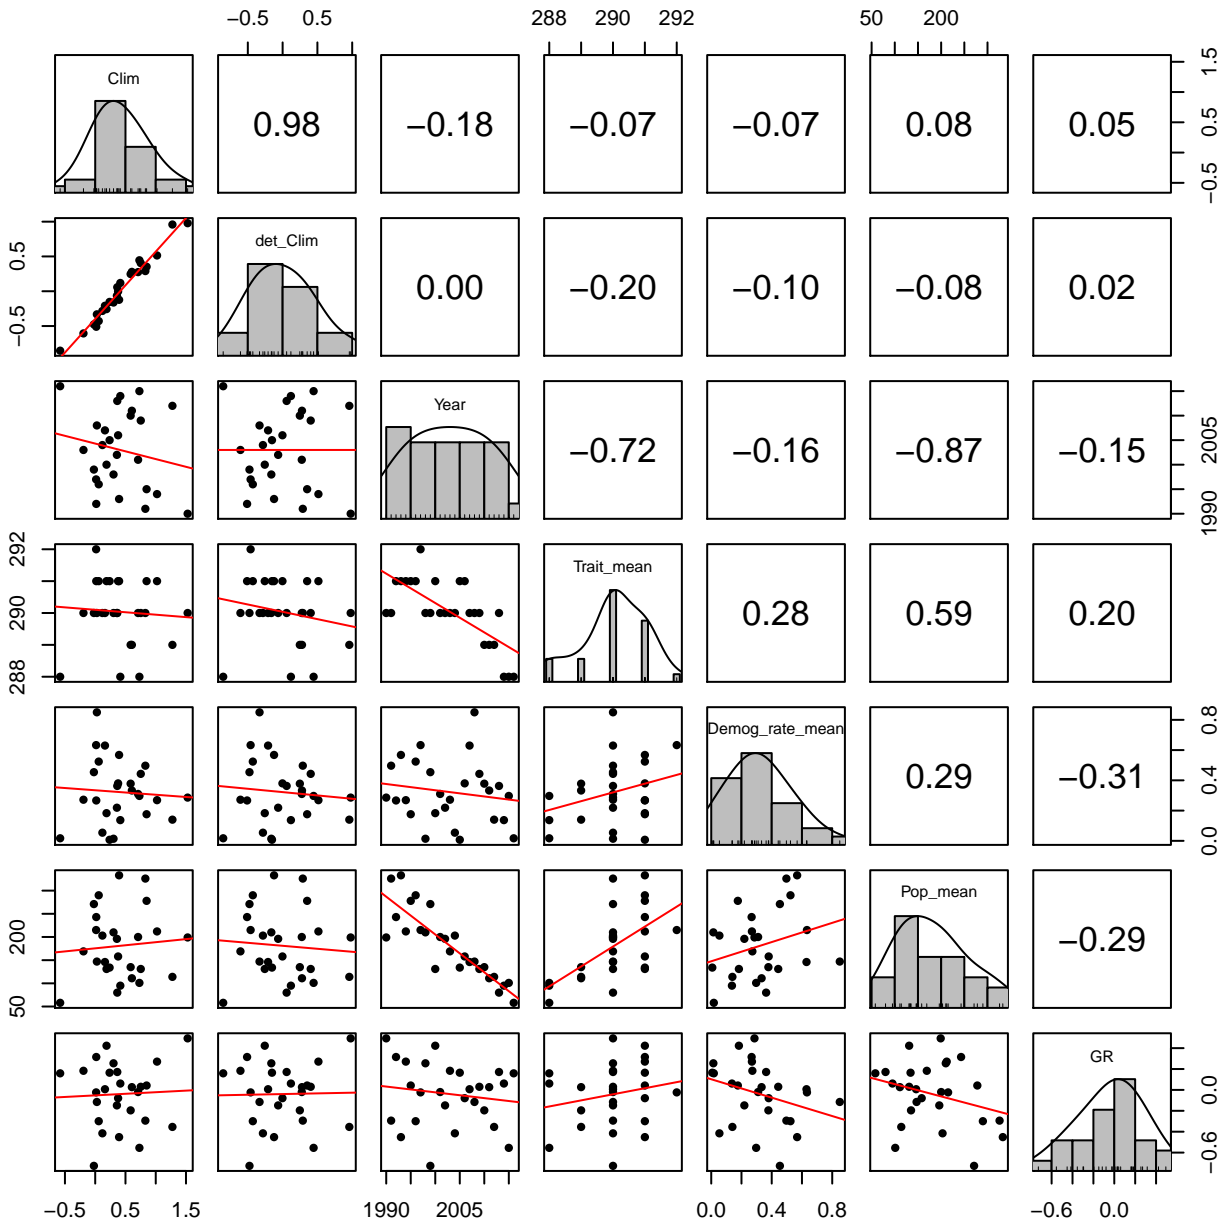 −0.5 0.5 288 290 292 50 200
Clim 0.98 −0.18 −0.07 −0.07 0.08 0.05 −0.5 0.5 1.5
−0.5 0.5 det_Clim 0.00 −0.20 −0.10 −0.08 0.02
Year −0.72 −0.16 −0.87 −0.15 1990 2005
288 290 292 Trait_mean 0.28 0.59 0.20
Demog_rate_mean 0.29 −0.31 0.0 0.4 0.8
50 200 Pop_mean −0.29
GR −0.6 0.0
−0.5 0.5 1.5 1990 2005 0.0 0.4 0.8 −0.6 0.0